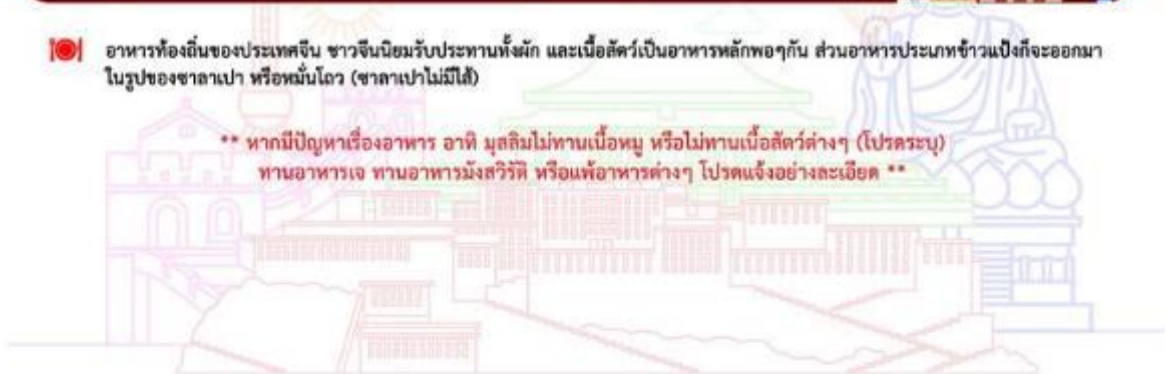 อาหารท้องถิ่นของประเทศจีน ชาวจีนนิยมรับประทานทั้งผัก และเนื้อสัตว์เป็นอาหารหลักพอๆกัน ส่วนอาหารประเภทข้าวแป้งก็จะออกมา
ในรูปของซาลาเปา หรือหมั่นโถว (ซาลาเปาไม่มีไส้)
** หากมีปัญหาเรื่องอาหาร อาทิ มุสลิมไม่ทานเนื้อหมู หรือไม่ทานเนื้อสัตว์ต่างๆ (โปรดระบุ)
ทานอาหารเจ ทานอาหารมังสวิรัติ หรือแพ้อาหารต่างๆ โปรดแจ้งอย่างละเอียด **